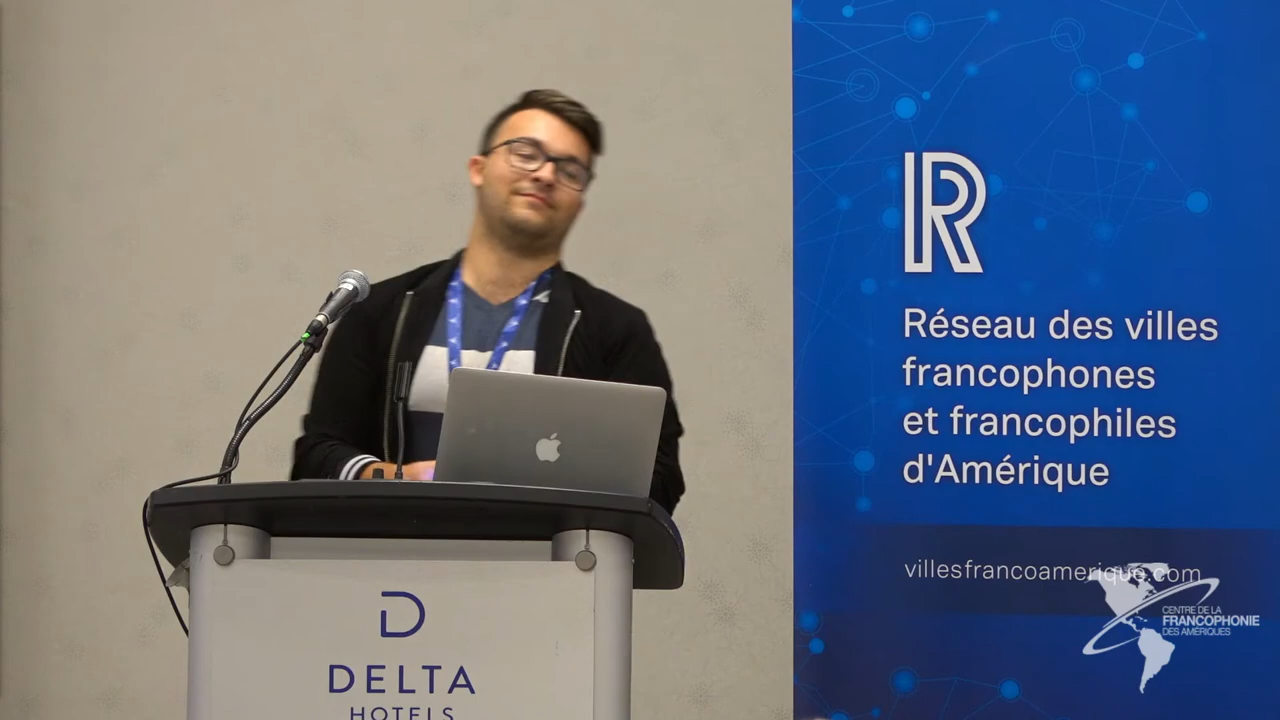 R
Réseau des villes
francophones
et francophiles
d'Amérique
villesfrancoamerique.com
CENTRE DE LA
FRANCOPHONIE
DES AMÉRIQUES
D
DELTA
HOTELS